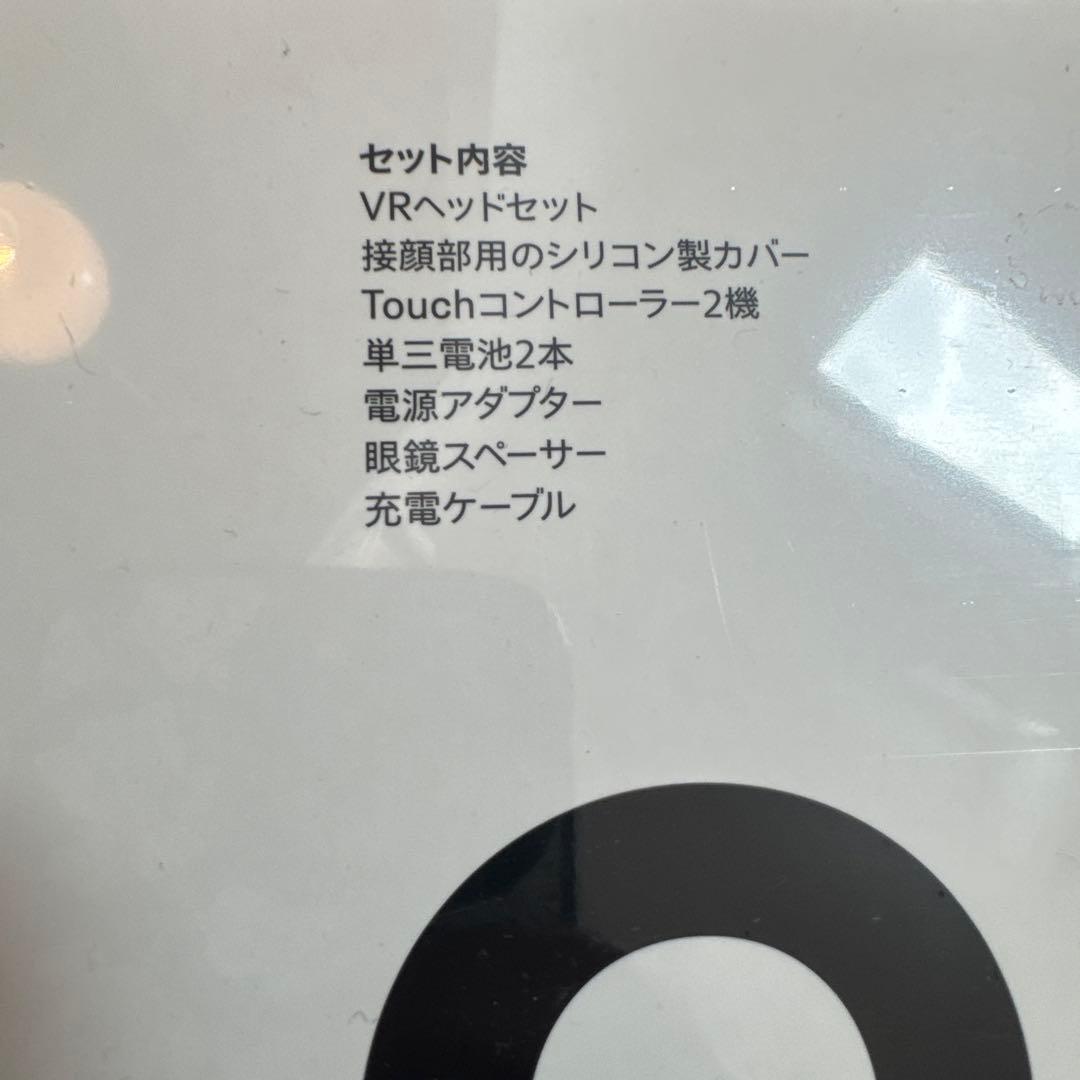 セット内容
VRヘッドセット
接顔部用のシリコン製カバー
Touchコントローラー2機
単三電池2本
電源アダプター
眼鏡スペーサー
充電ケーブル